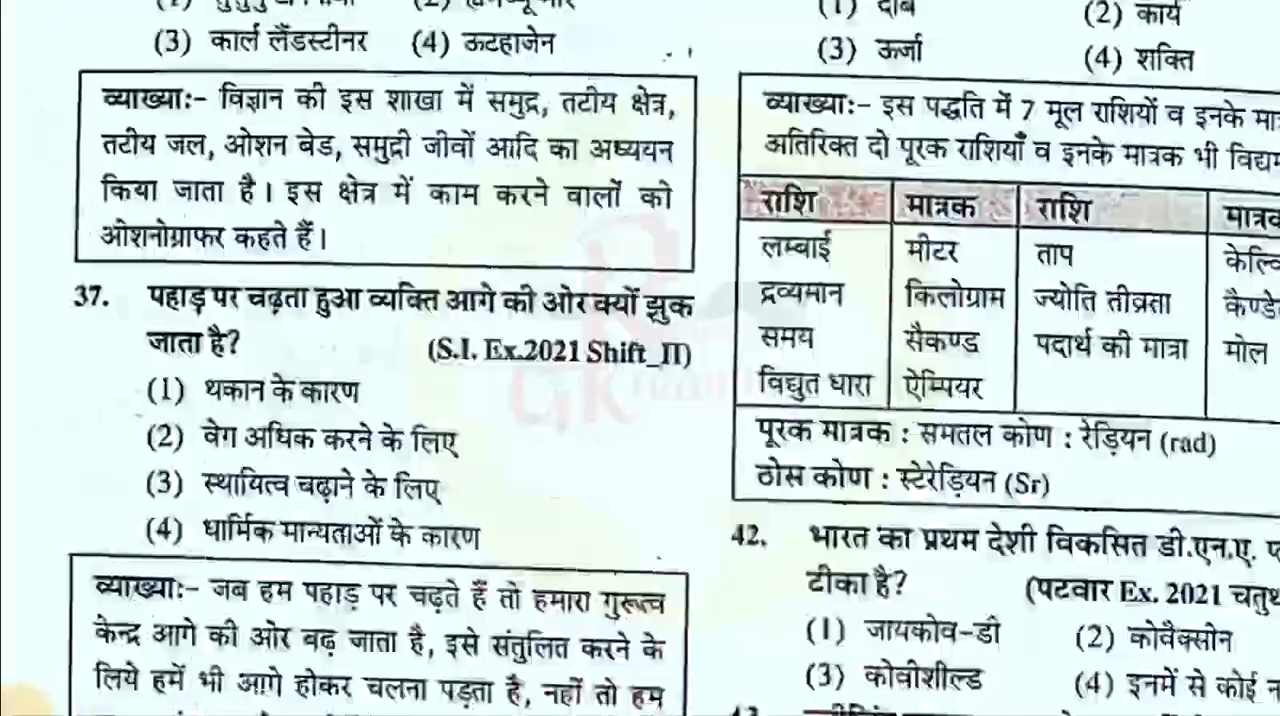 (3) कार्ल लैंडस्टीनर (4) ऊटहाजेन
व्याख्याः- विज्ञान की इस शाखा में समुद्र, तटीय क्षेत्र,
तटीय जल, ओशन बेड, समुद्री जीवों आदि का अध्ययन
किया जाता है। इस क्षेत्र में काम करने वालों को
ओशनोग्राफर कहते हैं।
37. पहाड़ पर चढ़ता हुआ व्यक्ति आगे की ओर क्यों झुक
जाता है? (S.I. Ex.2021 Shift_II)
(1) थकान के कारण
(2) वेग अधिक करने के लिए
(3) स्थायित्व बढ़ाने के लिए
(4) धार्मिक मान्यताओं के कारण
व्याख्याः- जब हम पहाड़ पर चढ़ते हैं तो हमारा गुरूत्व
केन्द्र आगे की ओर बढ़ जाता है, इसे संतुलित करने के
लिये हमें भी आगे होकर चलना पड़ता है, नहीं तो हम
(1) दाब (2) कार्य
(3) ऊर्जा (4) शक्ति
व्याख्याः- इस पद्धति में 7 मूल राशियों व इनके
अतिरिक्त दो पूरक राशियाँ व इनके मात्रक भी
राशि मात्रक राशि मात्रक
लम्बाई मीटर ताप
द्रव्यमान किलोग्राम ज्योति तीव्रता
समय सैकण्ड पदार्थ की मात्रा मोल
विद्युत धारा ऐम्पियर
पूरक मात्रक : समतल कोण : रेड़ियन (rad)
ठोस कोण : स्टेरेड़ियन (Sr)
42. भारत का प्रथम देशी विकसित डी.एन.ए.
टीका है? (पटवार Ex. 2021
(1) जायकोव-डी (2) कोवैक्सीन
(3) कोवीशील्ड (4) इनमें से कोई